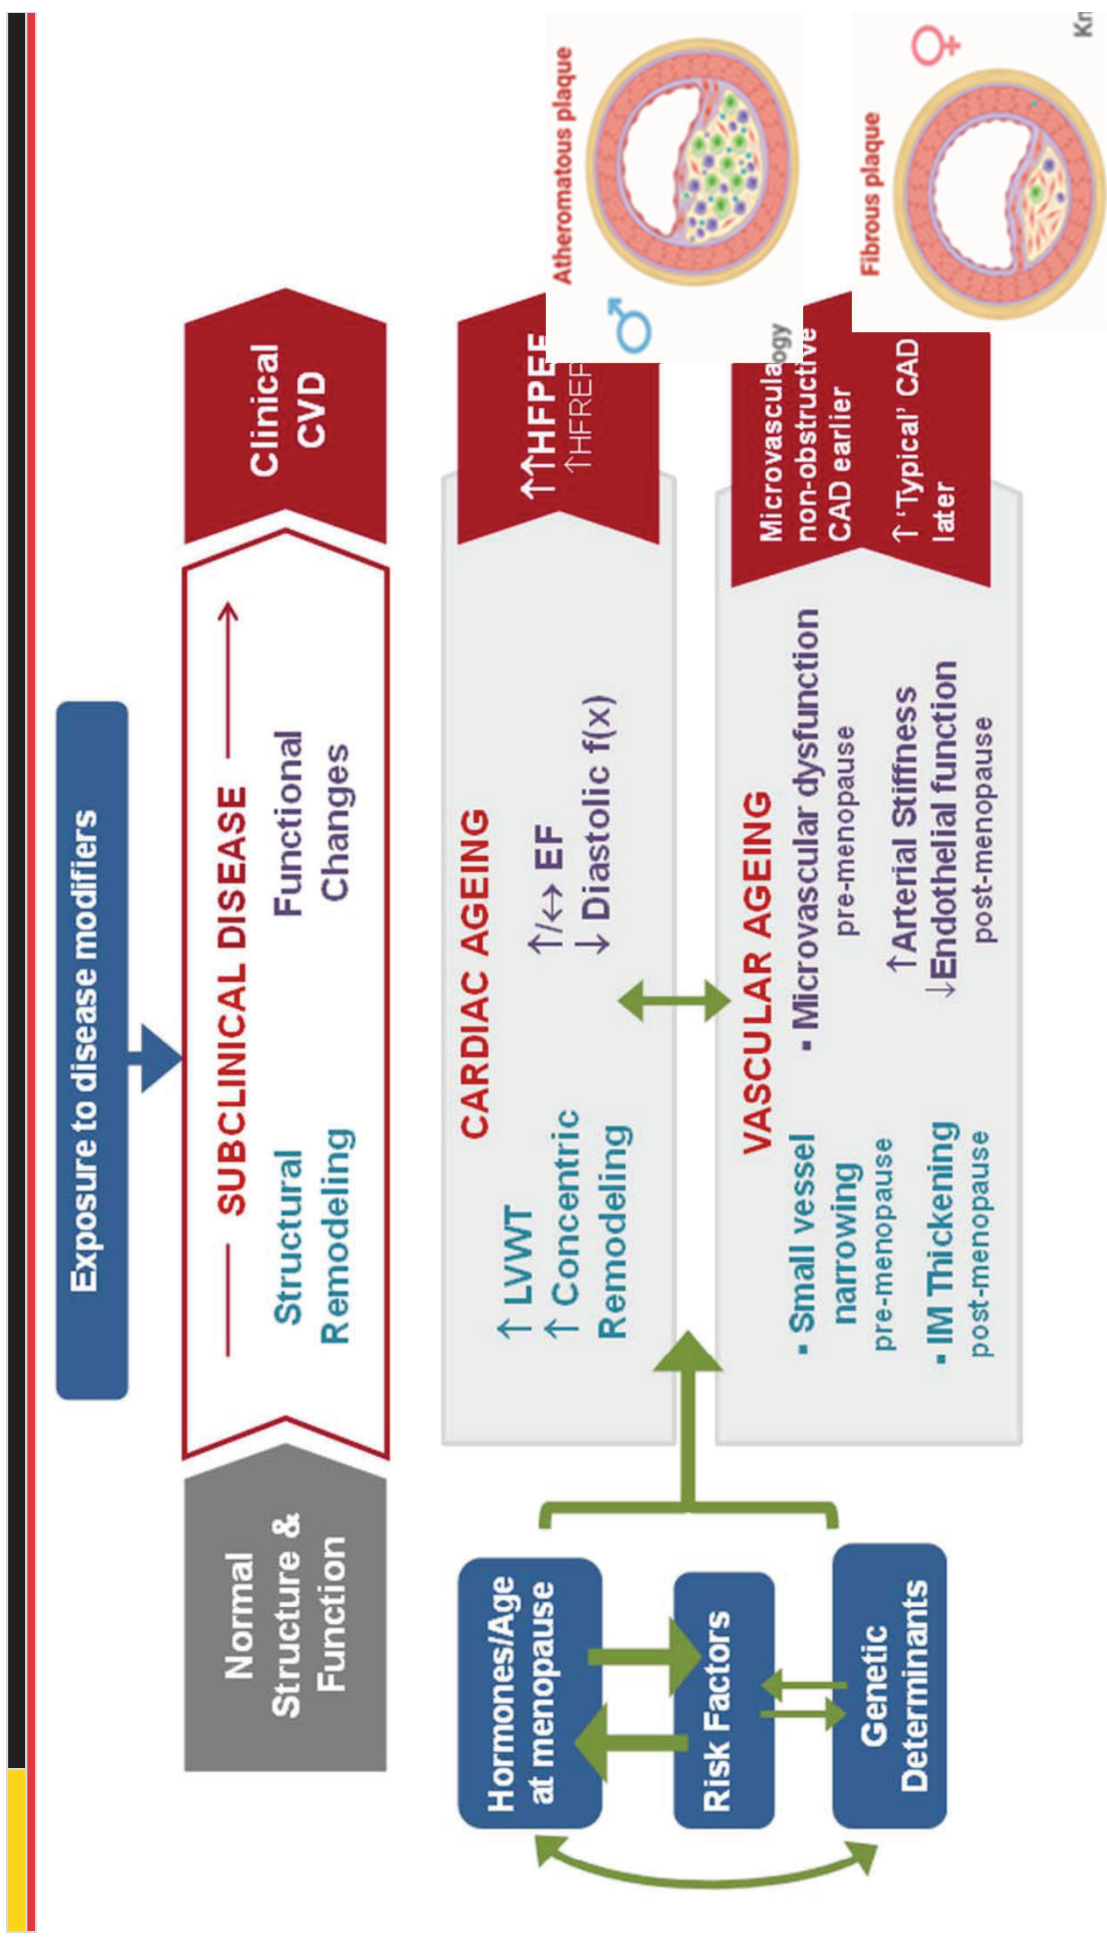 Exposure to disease modifiers
Normal
Structure &
Function
SUBCLINICAL DISEASE
Structural
Remodeling
Functional
Changes
Clinical
CVD
Hormones/Age
at menopause
Risk Factors
Genetic
Determinants
CARDIAC AGEING
↑ LVWT
↑ Concentric
Remodeling
↑/↔ EF
↓ Diastolic f(x)
↑↑HFPEF
↑HFREF
VASCULAR AGEING
▪ Small vessel
narrowing
pre-menopause
▪ IM Thickening
post-menopause
▪ Microvascular dysfunction
pre-menopause
↑Arterial Stiffness
↓Endothelial function
post-menopause
Microvascula
non-obstructive
CAD earlier
↑ 'Typical' CAD
later
Atheromatous plaque
ogy
Fibrous plaque
Kn